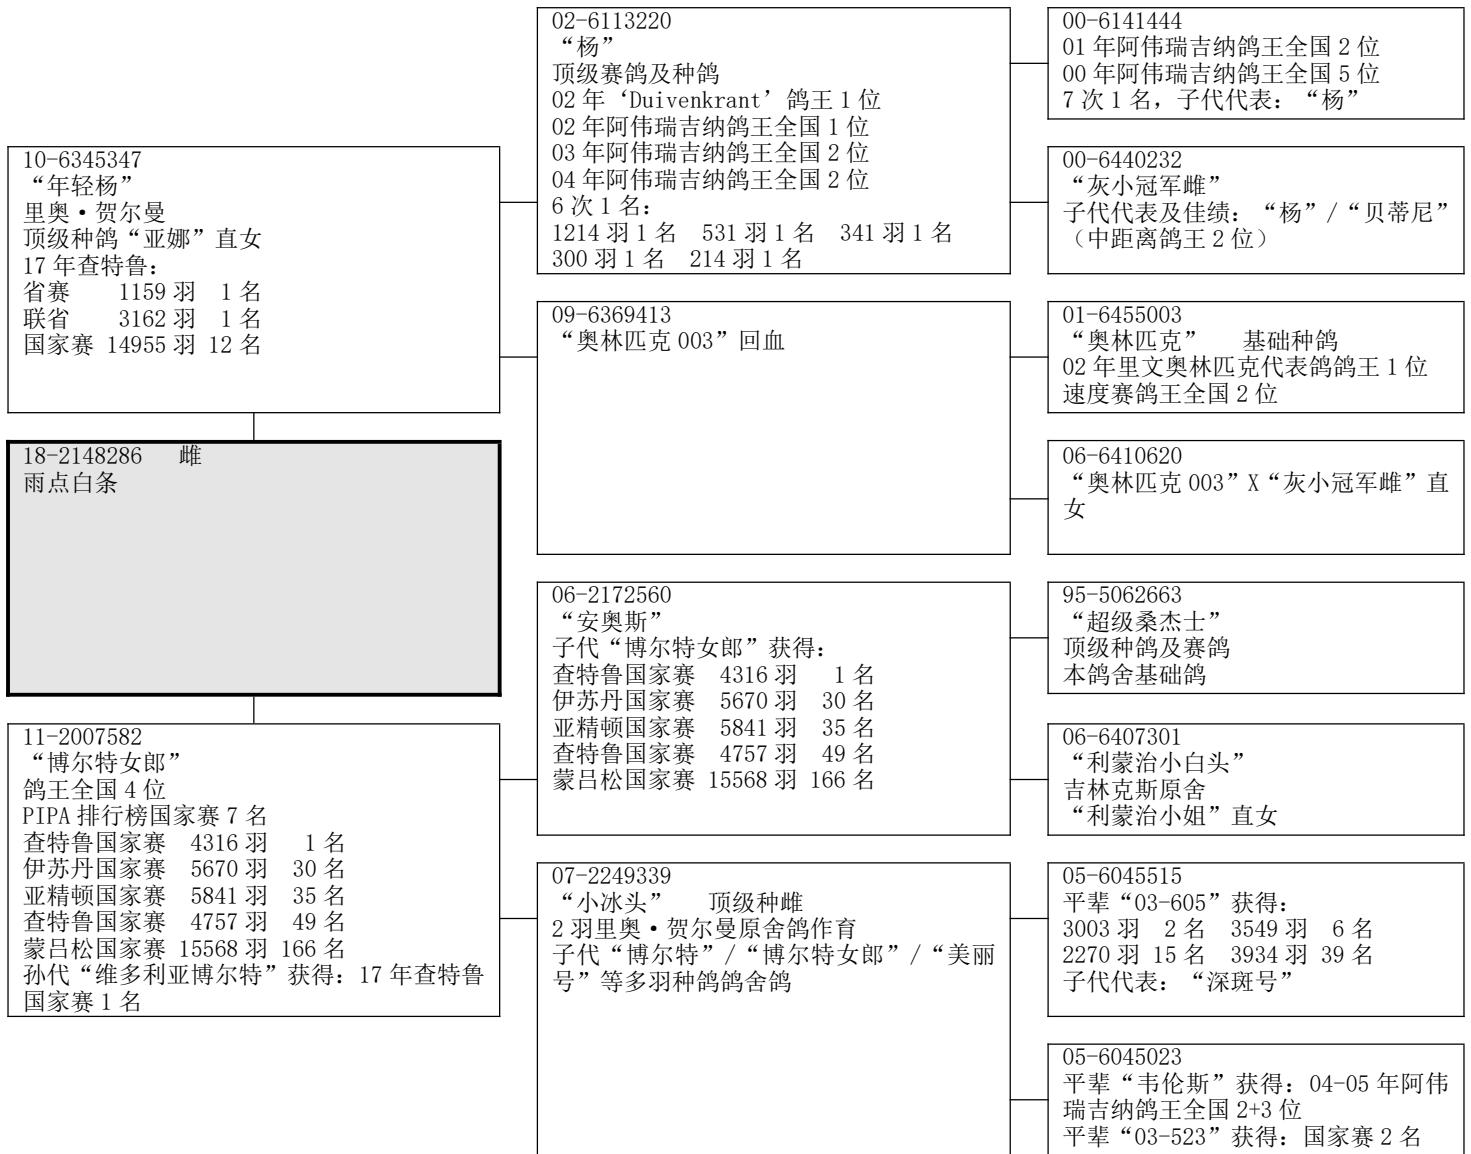 10-6345347
“年轻杨”
里奥·贺尔曼
顶级种鸽“亚娜”直女
17 年查特鲁：
省赛 1159 羽 1 名
联省 3162 羽 1 名
国家赛 14955 羽 12 名
18-2148286 雌
雨点白条
11-2007582
“博尔特女郎”
鸽王全国 4 位
PIPA 排行榜国家赛 7 名
查特鲁国家赛 4316 羽 1 名
伊苏丹国家赛 5670 羽 30 名
亚精顿国家赛 5841 羽 35 名
查特鲁国家赛 4757 羽 49 名
蒙吕松国家赛 15568 羽 166 名
孙代“维多利亚博尔特”获得：17 年查特鲁
国家赛 1 名
02-6113220
“杨”
顶级赛鸽及种鸽
02 年‘Duivenkrant’鸽王 1 位
02 年阿伟瑞吉纳鸽王全国 1 位
03 年阿伟瑞吉纳鸽王全国 2 位
04 年阿伟瑞吉纳鸽王全国 2 位
6 次 1 名：
1214 羽 1 名 531 羽 1 名 341 羽 1 名
300 羽 1 名 214 羽 1 名
09-6369413
“奥林匹克 003”回血
06-2172560
“安奥斯”
子代“博尔特女郎”获得：
查特鲁国家赛 4316 羽 1 名
伊苏丹国家赛 5670 羽 30 名
亚精顿国家赛 5841 羽 35 名
查特鲁国家赛 4757 羽 49 名
蒙吕松国家赛 15568 羽 166 名
07-2249339
“小冰头” 顶级种雌
2 羽里奥·贺尔曼原舍鸽作育
子代“博尔特”/“博尔特女郎”/“美丽
号”等多羽种鸽鸽舍鸽
00-6141444
01 年阿伟瑞吉纳鸽王全国 2 位
00 年阿伟瑞吉纳鸽王全国 5 位
7 次 1 名，子代代表：“杨”
00-6440232
“灰小冠军雌”
子代代表及佳绩：“杨”/“贝蒂尼”
（中距离鸽王 2 位）
01-6455003
“奥林匹克” 基础种鸽
02 年里文奥林匹克代表鸽鸽王 1 位
速度赛鸽王全国 2 位
06-6410620
“奥林匹克 003”X“灰小冠军雌”直
女
95-5062663
“超级桑杰士”
顶级种鸽及赛鸽
本鸽舍基础鸽
06-6407301
“利蒙治小白头”
吉林克斯原舍
“利蒙治小姐”直女
05-6045515
平辈“03-605”获得：
3003 羽 2 名 3549 羽 6 名
2270 羽 15 名 3934 羽 39 名
子代代表：“深斑号”
05-6045023
平辈“韦伦斯”获得：04-05 年阿伟
瑞吉纳鸽王全国 2+3 位
平辈“03-523”获得：国家赛 2 名